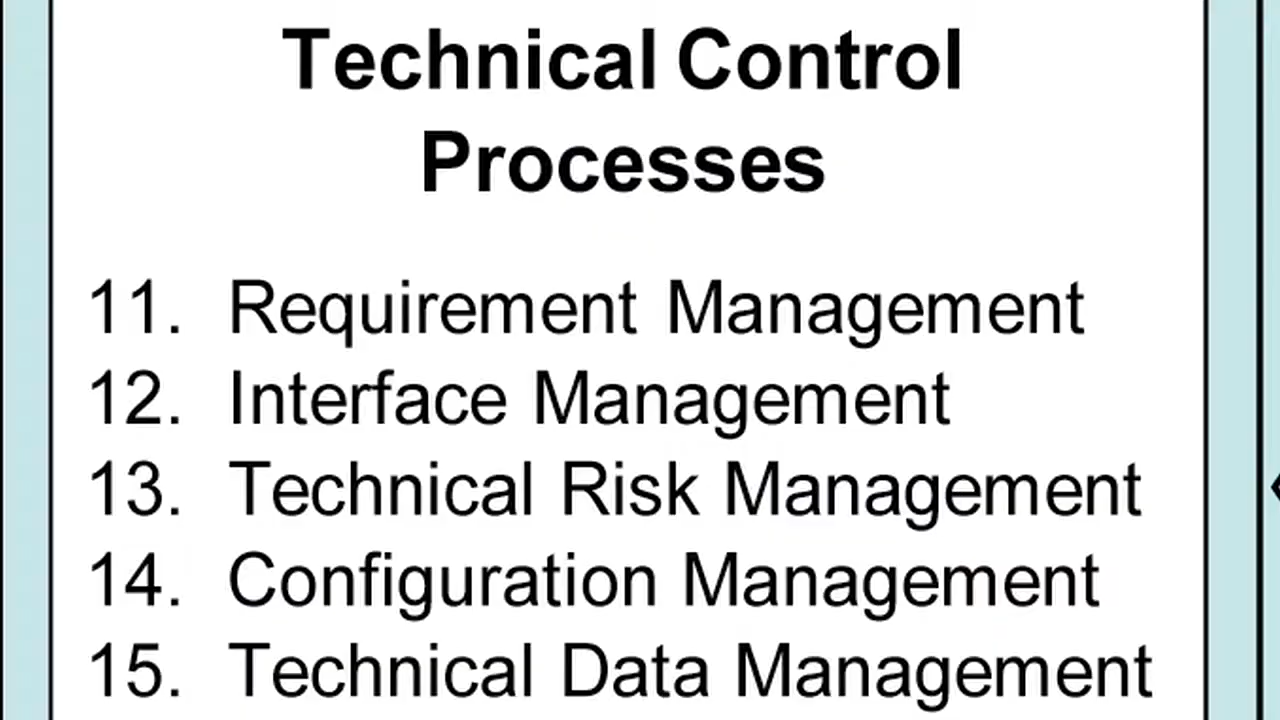 Technical Control
Processes
11. Requirement Management
12. Interface Management
13. Technical Risk Management
14. Configuration Management
15. Technical Data Management